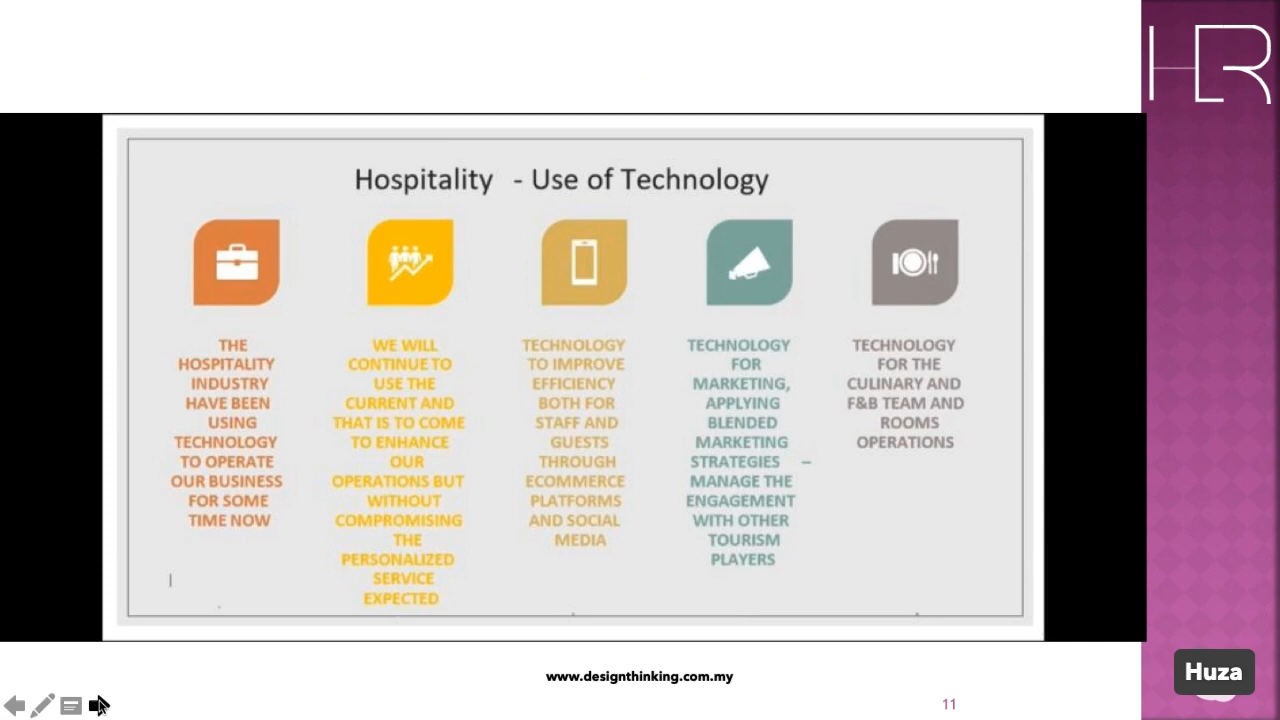 HR
Hospitality - Use of Technology
THE
HOSPITALITY
INDUSTRY
HAVE BEEN
USING
TECHNOLOGY
TO OPERATE
OUR BUSINESS
FOR SOME
TIME NOW
WE WILL
CONTINUE TO
USE THE
CURRENT AND
THAT IS TO COME
TO ENHANCE
OUR
OPERATIONS BUT
WITHOUT
COMPROMISING
THE
PERSONALIZED
SERVICE
EXPECTED
TECHNOLOGY
TO IMPROVE
EFFICIENCY
BOTH FOR
STAFF AND
GUESTS
THROUGH
ECOMMERCE
PLATFORMS
AND SOCIAL
MEDIA
TECHNOLOGY
FOR
MARKETING,
APPLYING
BLENDED
MARKETING
STRATEGIES –
MANAGE THE
ENGAGEMENT
WITH OTHER
TOURISM
PLAYERS
TECHNOLOGY
FOR THE
CULINARY AND
F&B TEAM AND
ROOMS
OPERATIONS
www.designthinking.com.my
11
Huza